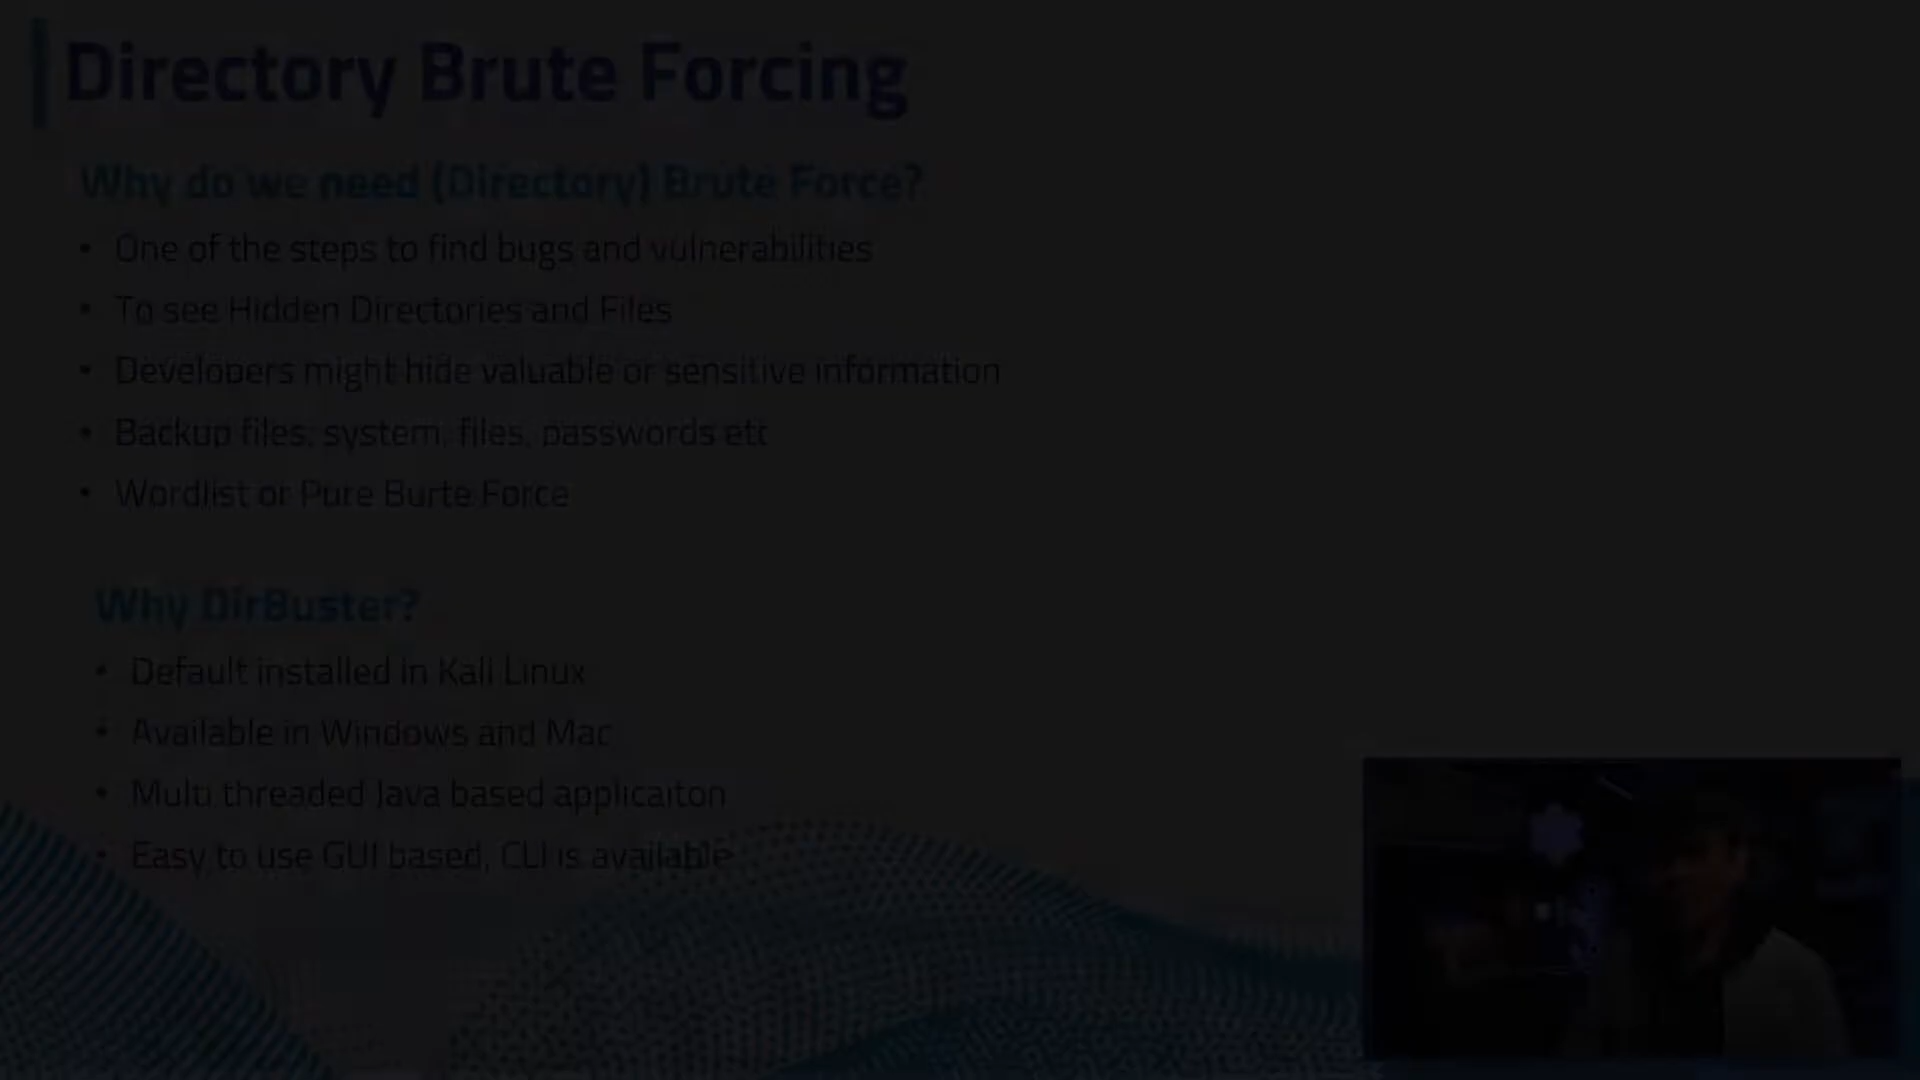 Directory Brute Forcing
Why do we need (Directory) Brute Force?
• One of the steps to find bugs and vulnerabilities
• To see Hidden Directories and Files
• Developers might hide valuable or sensitive information
• Backup files, system, files, passwords etc
• Wordlist or Pure Burte Force
Why DirBuster?
• Default installed in Kali Linux
• Available in Windows and Mac
• Multi threaded Java based applicaiton
• Easy to use GUI based, CLI is available